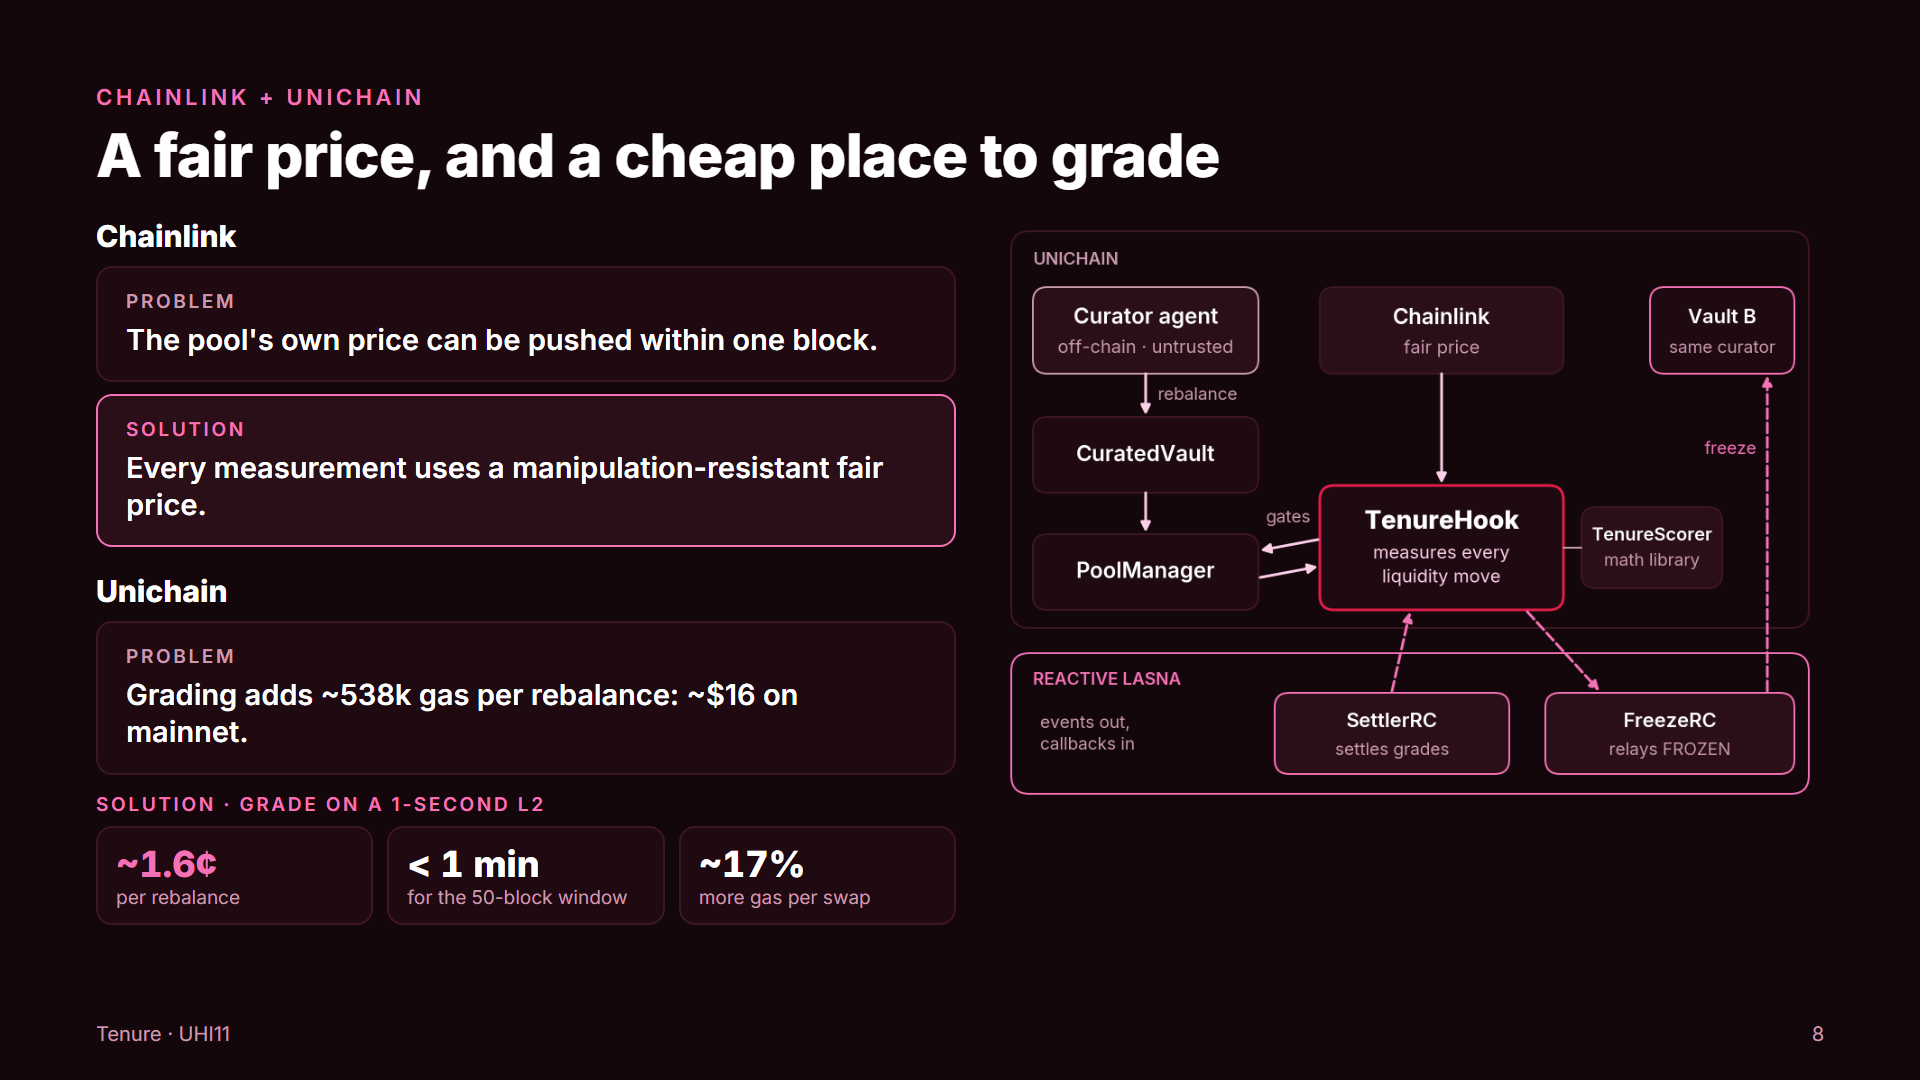 CHAINLINK + UNICHAIN
A fair price, and a cheap place to grade
Chainlink
PROBLEM
The pool's own price can be pushed within one block.
SOLUTION
Every measurement uses a manipulation-resistant fair
price.
Unichain
PROBLEM
Grading adds ~538k gas per rebalance: ~$16 on
mainnet.
SOLUTION · GRADE ON A 1-SECOND L2
~1.6¢
per rebalance
< 1 min
for the 50-block window
~17%
more gas per swap
UNICHAIN
Curator agent
off-chain · untrusted
Chainlink
fair price
Vault B
same curator
rebalance
CuratedVault
freeze
gates
TenureHook
measures every
liquidity move
TenureScorer
math library
PoolManager
REACTIVE LASNA
events out,
callbacks in
SettlerRC
settles grades
FreezeRC
relays FROZEN
Tenure · UHI11
8